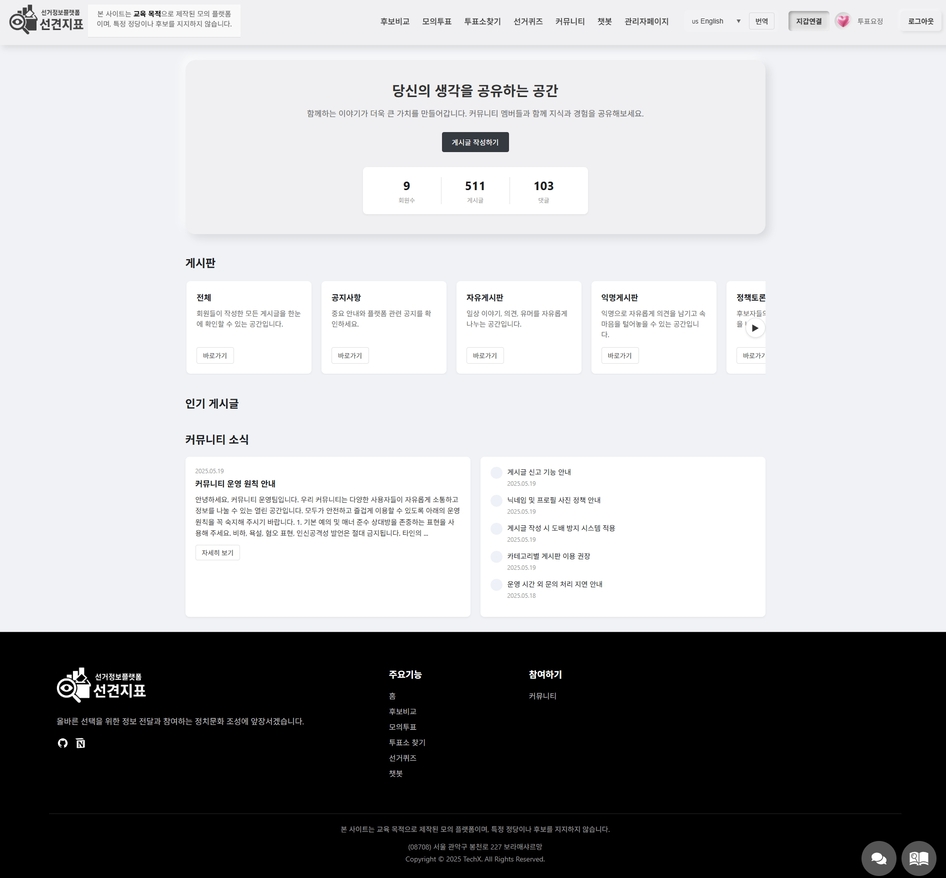 선거정보플랫폼
선견지표
본 사이트는 교육 목적으로 제작된 모의 플랫폼
이며, 특정 정당이나 후보를 지지하지 않습니다.
후보비교 모의투표 투표소찾기 선거퀴즈 커뮤니티 챗봇 관리자페이지 us English 번역 지갑연결 투표요정 로그아웃
당신의 생각을 공유하는 공간
함께하는 이야기가 더욱 큰 가치를 만들어갑니다. 커뮤니티 멤버들과 함께 지식과 경험을 공유해보세요.
게시글 작성하기
9 511 103
회원수 게시글 댓글
게시판
전체
회원들이 작성한 모든 게시글을 한눈
에 확인할 수 있는 공간입니다.
바로가기
공지사항
중요 안내와 플랫폼 관련 공지를 확
인하세요.
바로가기
자유게시판
일상 이야기, 의견, 유머를 자유롭게
나누는 공간입니다.
바로가기
익명게시판
익명으로 자유롭게 의견을 남기고 속
마음을 털어놓을 수 있는 공간입니
다.
바로가기
정책토론
후보자들의
을
바로가기
인기 게시글
커뮤니티 소식
2025.05.19
커뮤니티 운영 원칙 안내
안녕하세요, 커뮤니티 운영팀입니다. 우리 커뮤니티는 다양한 사용자들이 자유롭게 소통하고
정보를 나눌 수 있는 열린 공간입니다. 모두가 안전하고 즐겁게 이용할 수 있도록 아래의 운영
원칙을 꼭 숙지해 주시기 바랍니다. 1. 기본 예의 및 매너 준수 상대방을 존중하는 표현을 사
용해 주세요. 비하, 욕설, 혐오 표현, 인신공격성 발언은 절대 금지됩니다. 타인의 ...
자세히 보기
게시글 신고 기능 안내
2025.05.19
닉네임 및 프로필 사진 정책 안내
2025.05.19
게시글 작성 시 도배 방지 시스템 적용
2025.05.19
카테고리별 게시판 이용 권장
2025.05.19
운영 시간 외 문의 처리 지연 안내
2025.05.18
선거정보플랫폼
선견지표
올바른 선택을 위한 정보 전달과 참여하는 정치문화 조성에 앞장서겠습니다.
주요기능
홈
후보비교
모의투표
투표소 찾기
선거퀴즈
챗봇
참여하기
커뮤니티
본 사이트는 교육 목적으로 제작된 모의 플랫폼이며, 특정 정당이나 후보를 지지하지 않습니다.
(08708) 서울 관악구 봉천로 227 보라매샤르망
Copyright © 2025 TechX. All Rights Reserved.